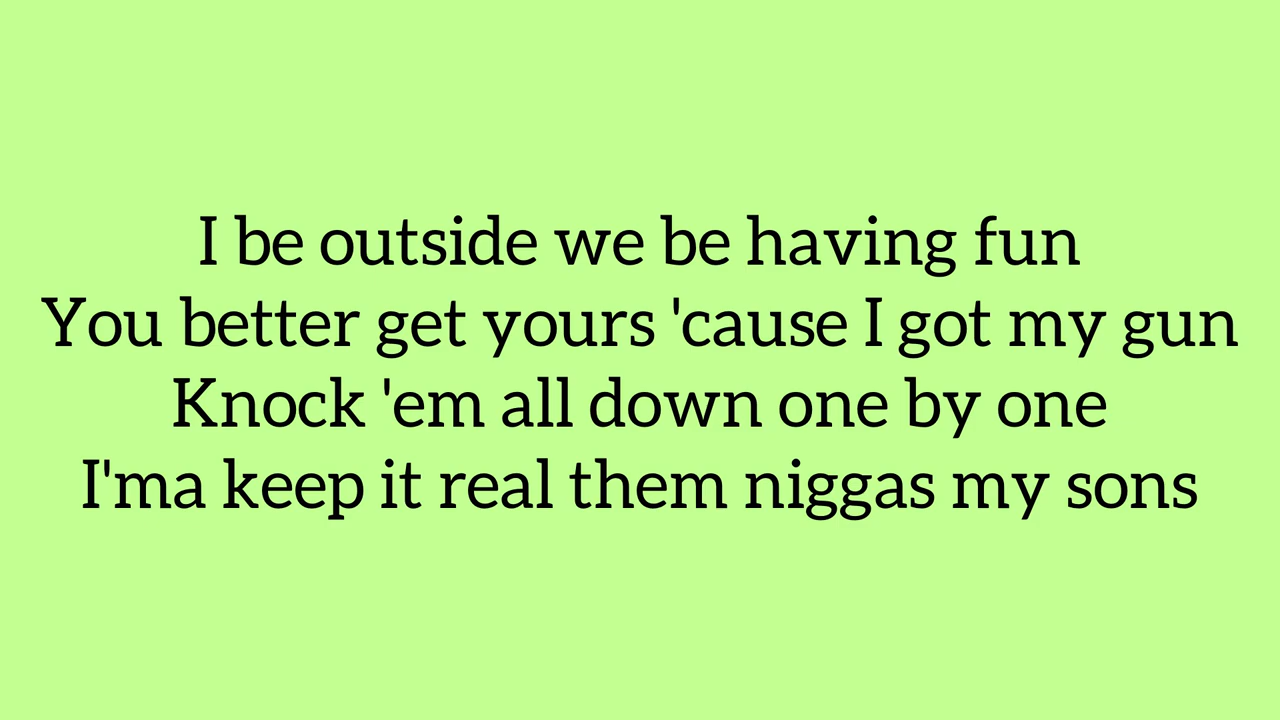 I be outside we be having fun
You better get yours 'cause I got my gun
Knock 'em all down one by one
I'ma keep it real them niggas my sons